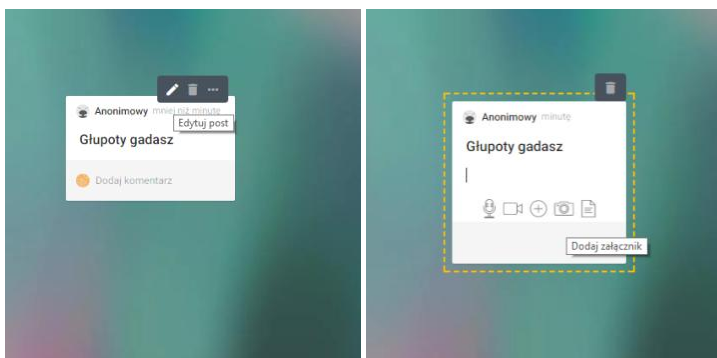 Anonimowy mniej niż minutę
Edytuj post
Głupoty gadasz
Dodaj komentarz
Anonimowy minutę
Głupoty gadasz
Dodaj załącznik